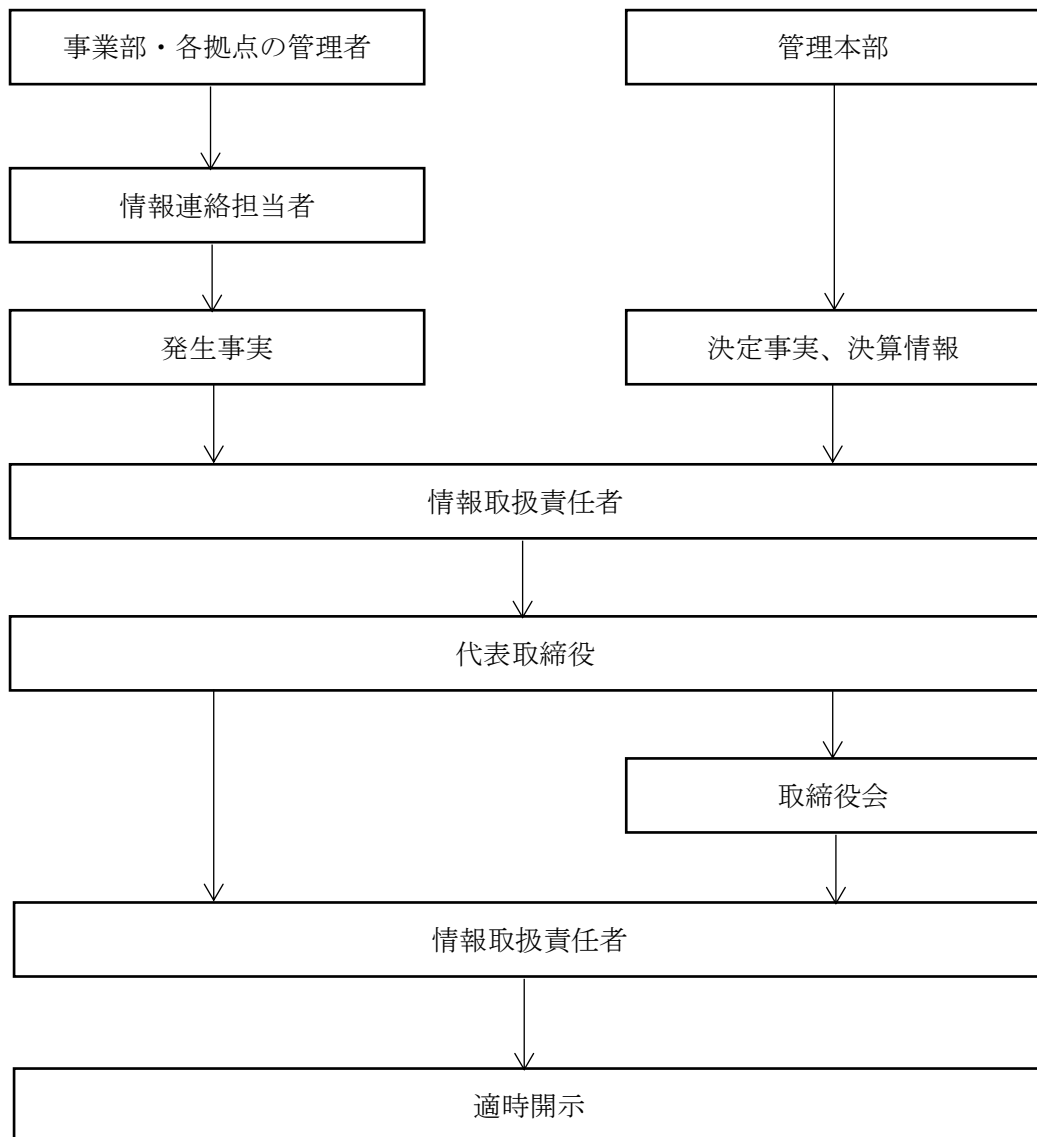 事業部・各拠点の管理者
管理本部
情報連絡担当者
発生事実
決定事実、決算情報
情報取扱責任者
代表取締役
取締役会
情報取扱責任者
適時開示